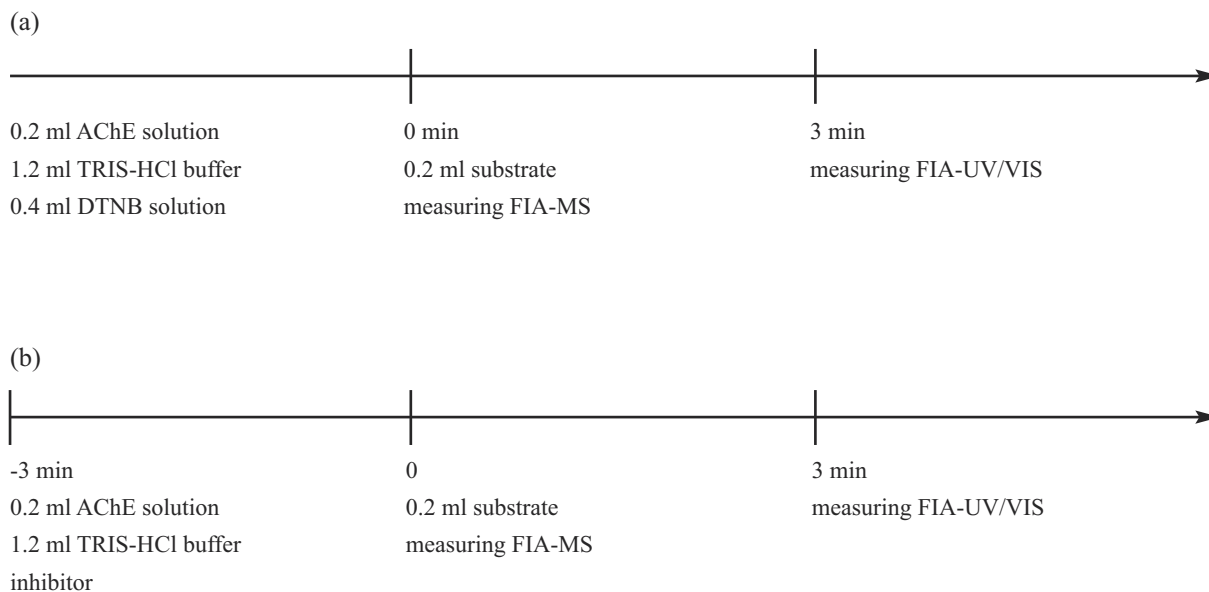 (a)
0.2 ml AChE solution
1.2 ml TRIS-HCl buffer
0.4 ml DTNB solution
0 min
0.2 ml substrate
measuring FIA-MS
3 min
measuring FIA-UV/VIS
(b)
-3 min
0.2 ml AChE solution
1.2 ml TRIS-HCl buffer
inhibitor
0
0.2 ml substrate
measuring FIA-MS
3 min
measuring FIA-UV/VIS